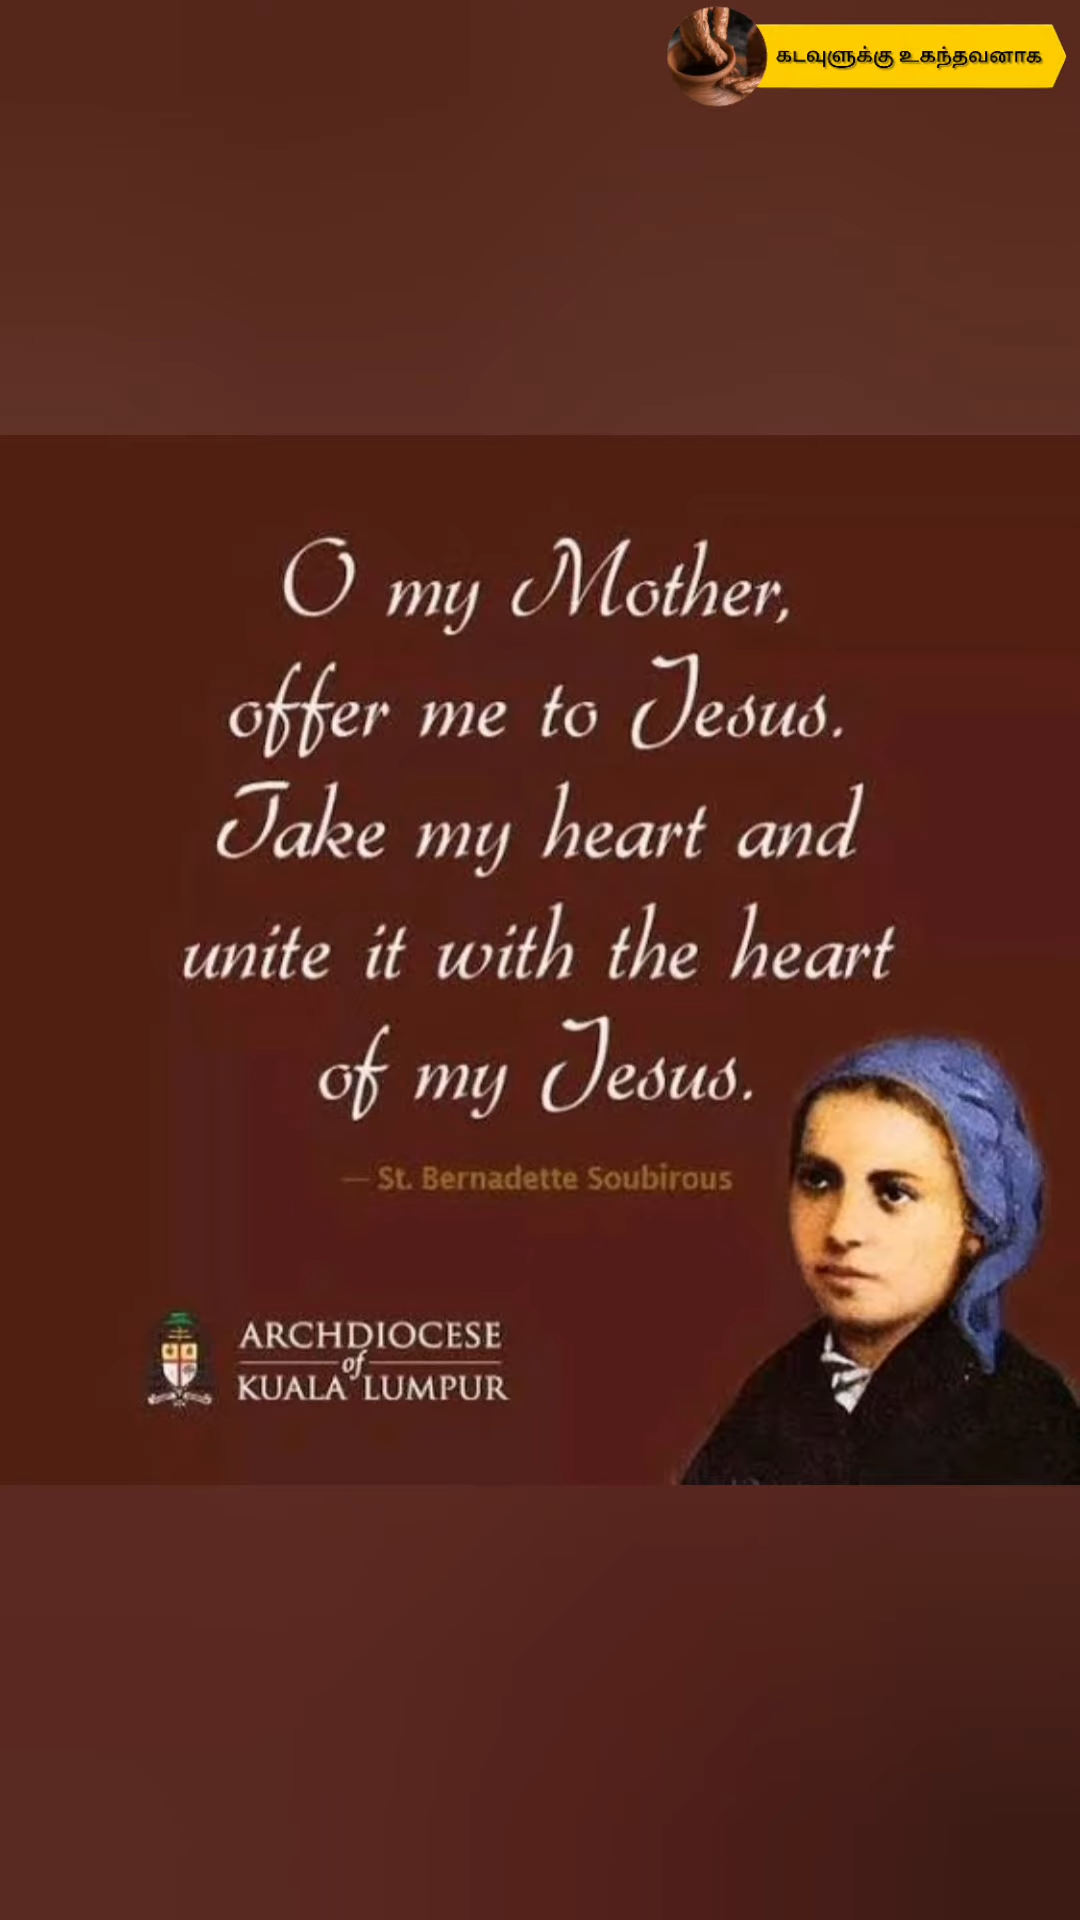 கடவுளுக்கு உகந்தவனாக
O my Mother,
offer me to Jesus.
Take my heart and
unite it with the heart
of my Jesus.
— St. Bernadette Soubirous
ARCHDIOCESE
of
KUALA LUMPUR